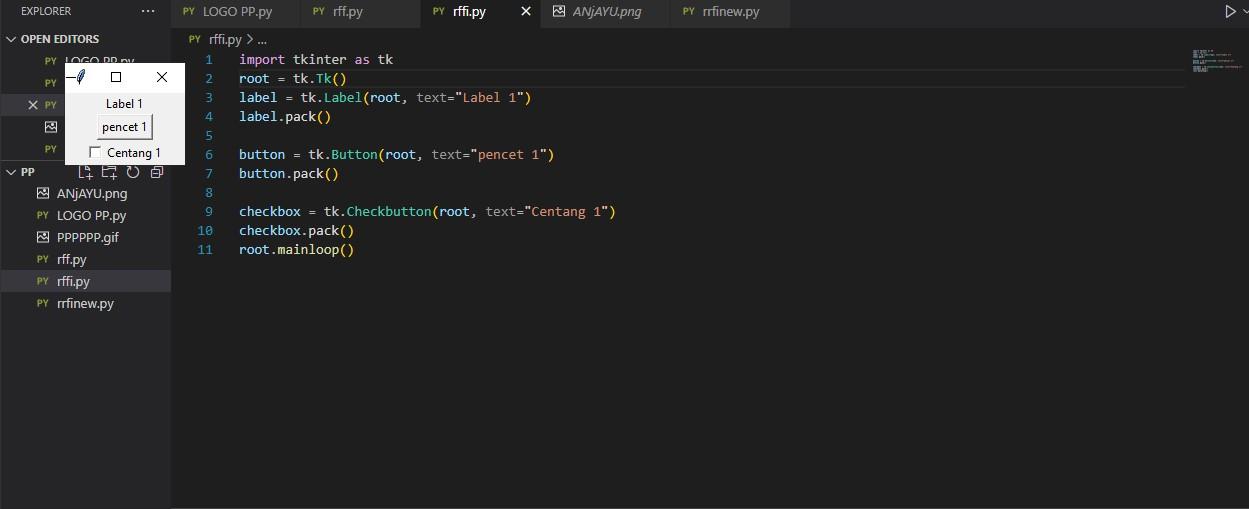 EXPLORER ...
OPEN EDITORS
PY LOGO PP.py
PY
PY
PY
Label 1
pencet 1
Centang 1
PP
ANjAYU.png
PY LOGO PP.py
PPPPPP.gif
PY rff.py
PY rffi.py
PY rrfinew.py
PY LOGO PP.py
PY rff.py
PY rffi.py
ANjAYU.png
PY rrfinew.py
PY rffi.py > ...
1 import tkinter as tk
2 root = tk.Tk()
3 label = tk.Label(root, text="Label 1")
4 label.pack()
5
6 button = tk.Button(root, text="pencet 1")
7 button.pack()
8
9 checkbox = tk.Checkbutton(root, text="Centang 1")
10 checkbox.pack()
11 root.mainloop()